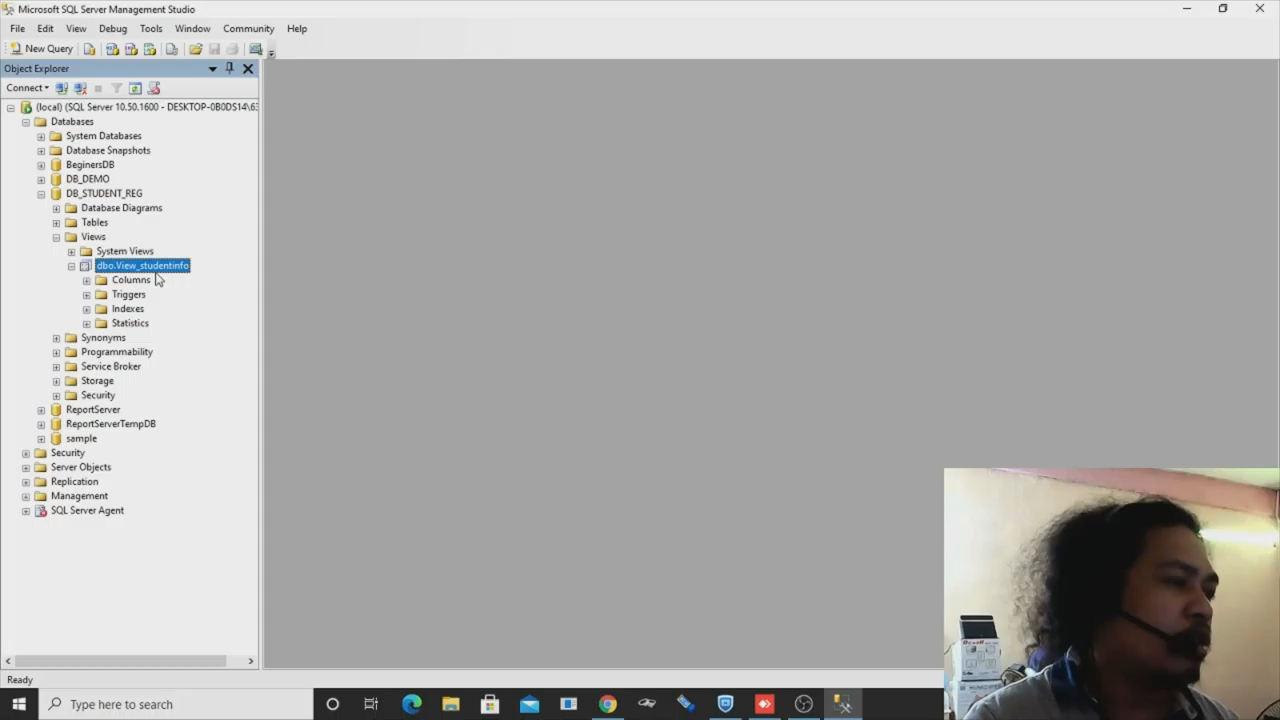 Microsoft SQL Server Management Studio
File Edit View Debug Tools Window Community Help
New Query
Object Explorer
Connect
(local) (SQL Server 10.50.1600 - DESKTOP-0B0DS14\63
Databases
System Databases
Database Snapshots
BeginersDB
DB_DEMO
DB_STUDENT_REG
Database Diagrams
Tables
Views
System Views
dbo.View_studentinfo
Columns
Triggers
Indexes
Statistics
Synonyms
Programmability
Service Broker
Storage
Security
ReportServer
ReportServerTempDB
sample
Security
Server Objects
Replication
Management
SQL Server Agent
Ready
Type here to search